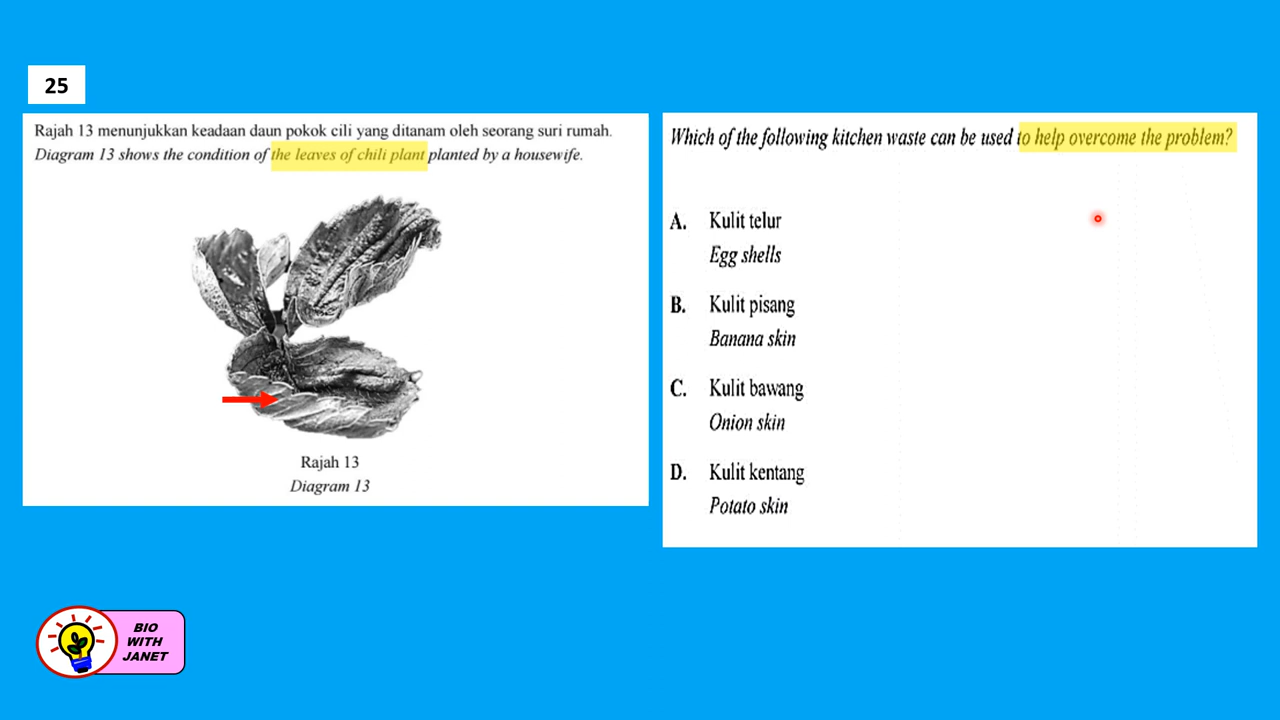 25
Rajah 13 menunjukkan keadaan daun pokok cili yang ditanam oleh seorang suri rumah.
Diagram 13 shows the condition of the leaves of chili plant planted by a housewife.
Rajah 13
Diagram 13
Which of the following kitchen waste can be used to help overcome the problem?
A. Kulit telur
Egg shells
B. Kulit pisang
Banana skin
C. Kulit bawang
Onion skin
D. Kulit kentang
Potato skin
BIO
WITH
JANET